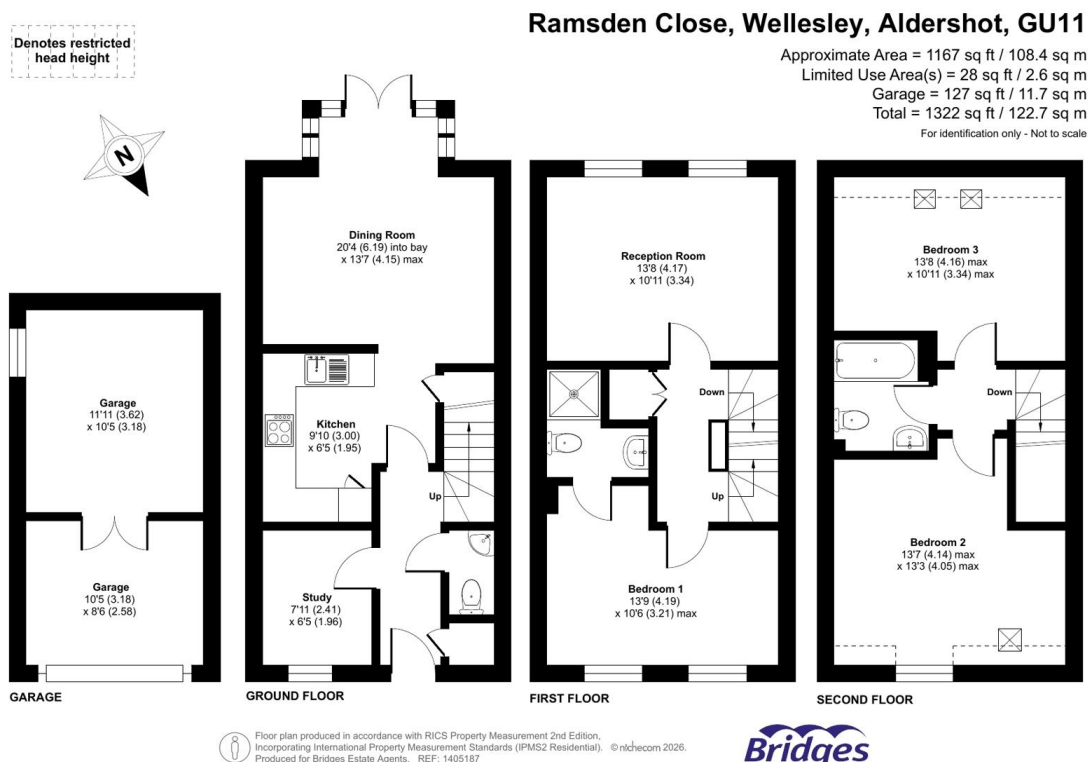 Ramsden Close, Wellesley, Aldershot, GU11
Approximate Area = 1167 sq ft / 108.4 sq m
Limited Use Area(s) = 28 sq ft / 2.6 sq m
Garage = 127 sq ft / 11.7 sq m
Total = 1322 sq ft / 122.7 sq m
For identification only - Not to scale
Denotes restricted
head height
N
Garage
11'11 (3.62)
x 10'5 (3.18)
Garage
10'5 (3.18)
x 8'6 (2.58)
GARAGE
Dining Room
20'4 (6.19) into bay
x 13'7 (4.15) max
Kitchen
9'10 (3.00)
x 6'5 (1.95)
Up
Study
7'11 (2.41)
x 6'5 (1.96)
GROUND FLOOR
Reception Room
13'8 (4.17)
x 10'11 (3.34)
Down
Up
Bedroom 1
13'9 (4.19)
x 10'6 (3.21) max
FIRST FLOOR
Bedroom 3
13'8 (4.16) max
x 10'11 (3.34) max
Down
Bedroom 2
13'7 (4.14) max
x 13'3 (4.05) max
SECOND FLOOR
Floor plan produced in accordance with RICS Property Measurement 2nd Edition,
Incorporating International Property Measurement Standards (IPMS2 Residential). © nichecom 2026.
Produced for Bridges Estate Agents. REF: 1405187
Bridges